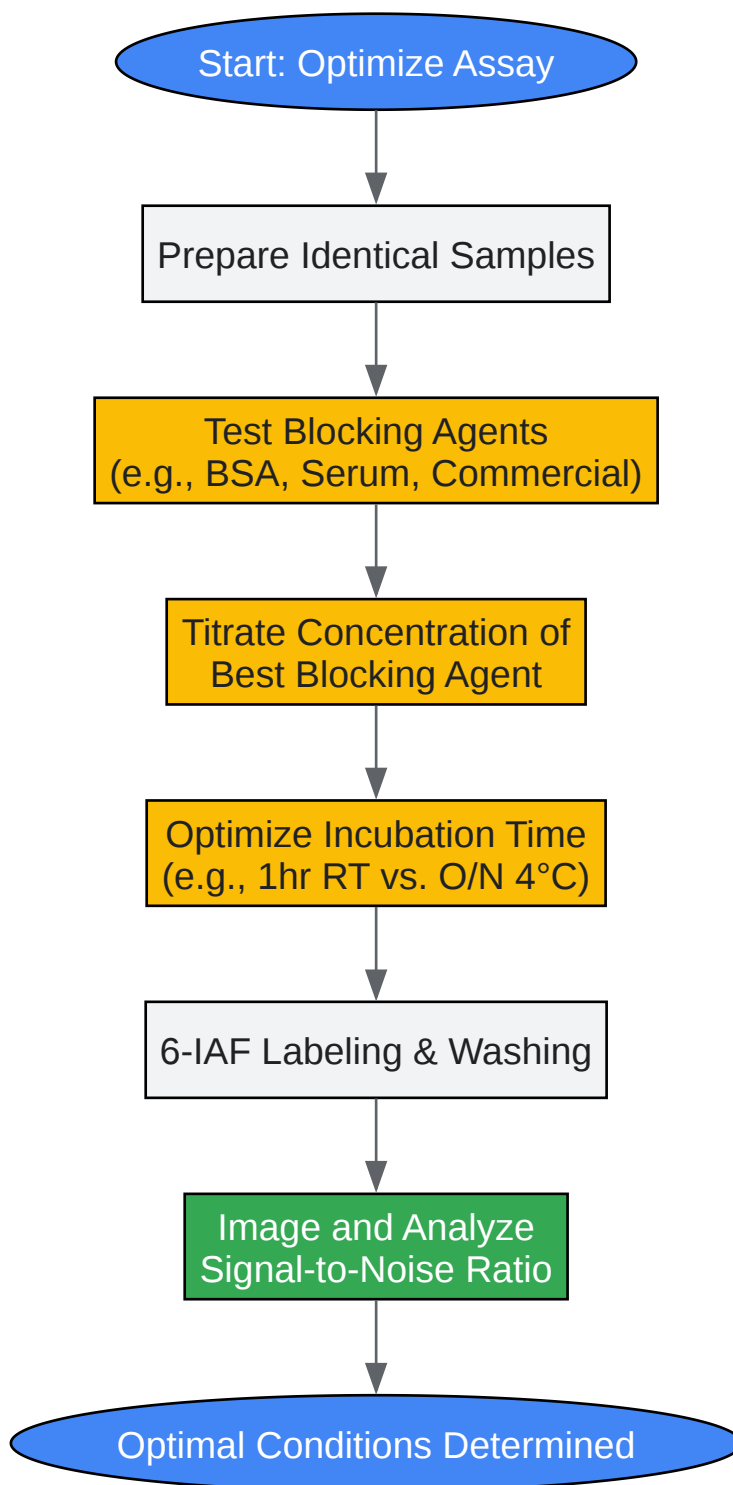 Start: Optimize Assay
Prepare Identical Samples
Test Blocking Agents
(e.g., BSA, Serum, Commercial)
Titrate Concentration of
Best Blocking Agent
Optimize Incubation Time
(e.g., 1hr RT vs. O/N 4°C)
6-IAF Labeling & Washing
Image and Analyze
Signal-to-Noise Ratio
Optimal Conditions Determined